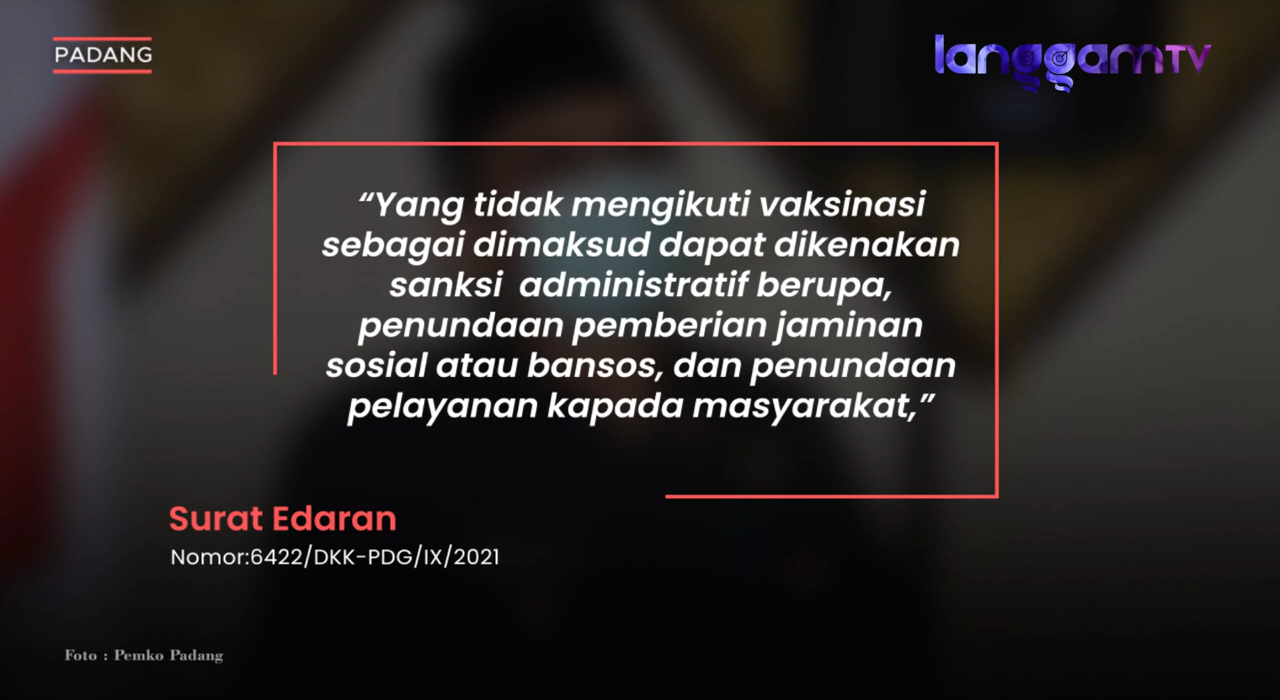 PADANG
langgamTV
“Yang tidak mengikuti vaksinasi
sebagai dimaksud dapat dikenakan
sanksi administratif berupa,
penundaan pemberian jaminan
sosial atau bansos, dan penundaan
pelayanan kapada masyarakat,”
Surat Edaran
Nomor:6422/DKK-PDG/IX/2021
Foto : Pemko Padang